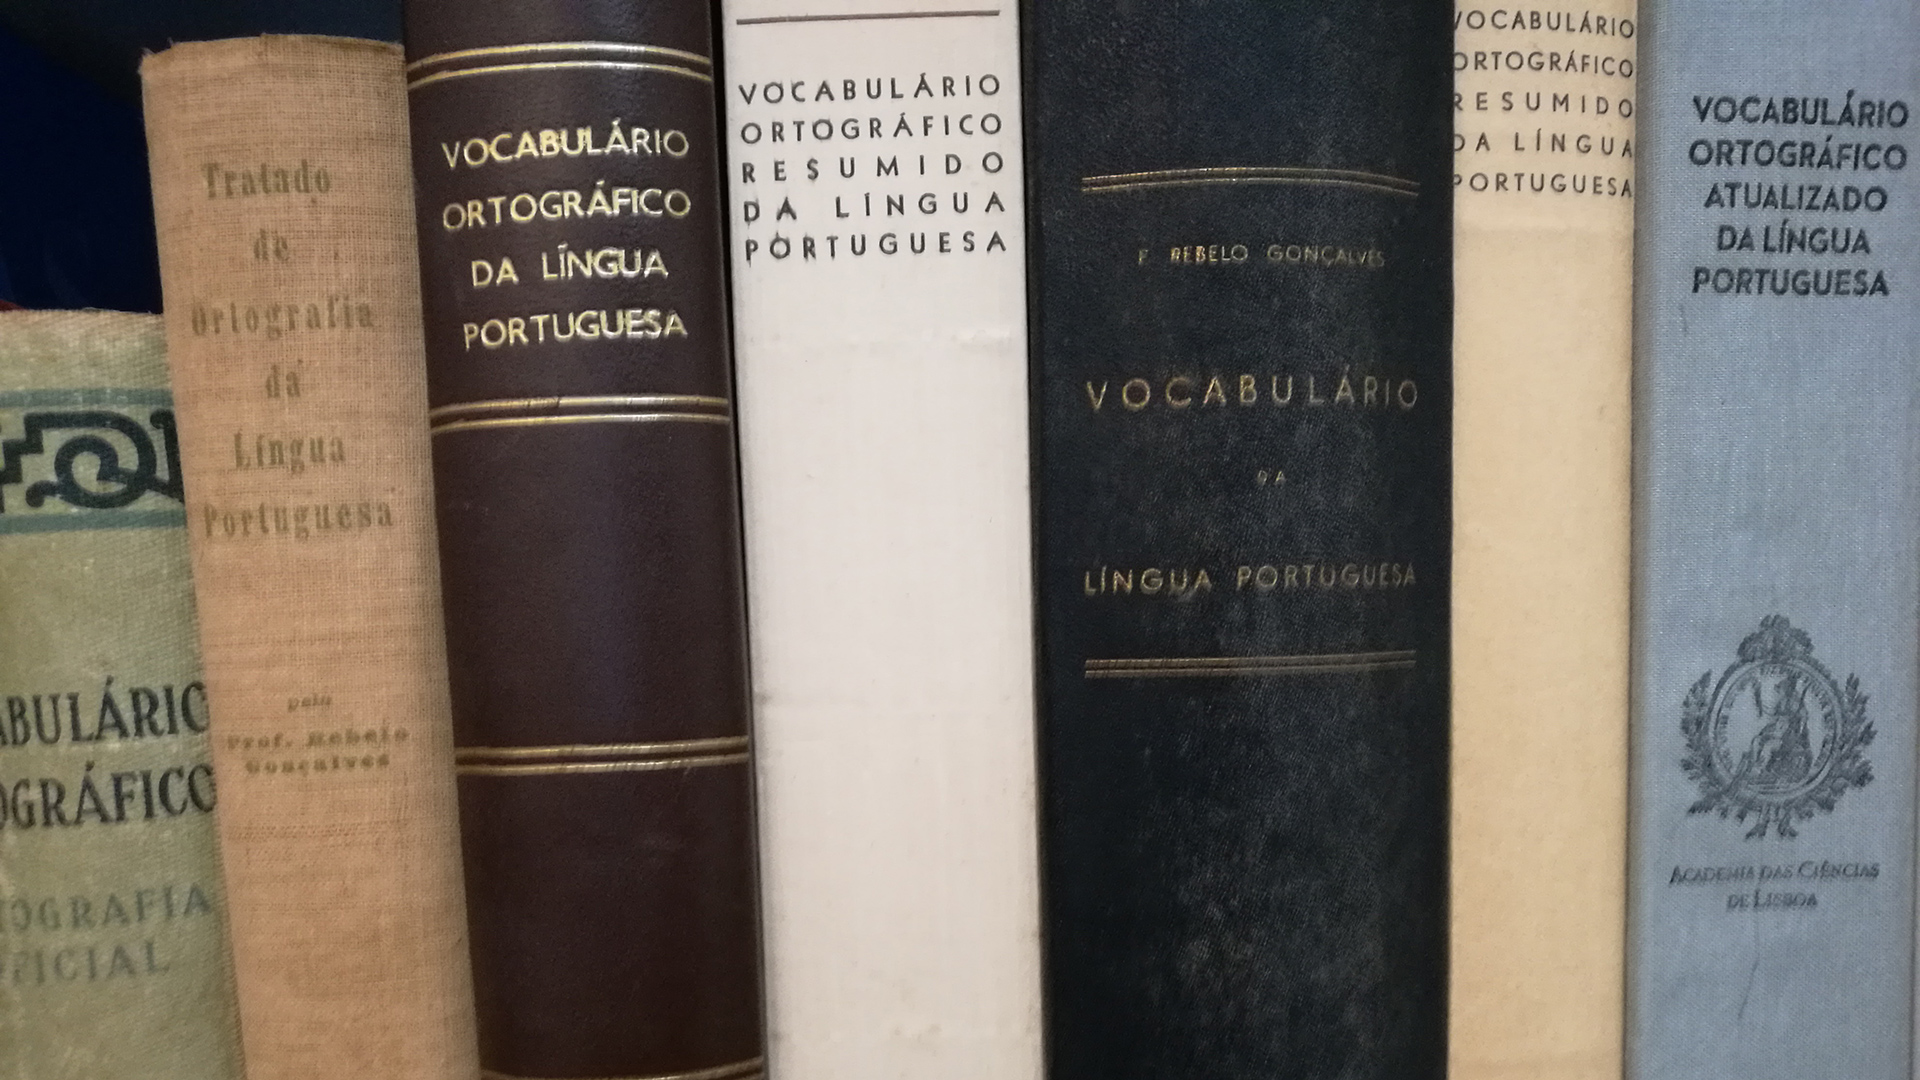 ABULÁRIO
OGRÁFICO
OGRAFIA
FICIAL
Tratado
de
Ortografia
da
Língua
Portuguesa
pelo
Prof. Rebelo
Gonçalves
VOCABULÁRIO
ORTOGRÁFICO
DA LÍNGUA
PORTUGUESA
VOCABULÁRIO
ORTOGRÁFICO
RESUMIDO
DA LÍNGUA
PORTUGUESA
F. REBELO GONÇALVES
VOCABULÁRIO
DA
LÍNGUA PORTUGUESA
VOCABULÁRIO
ORTOGRÁFICO
RESUMIDO
DA LÍNGUA
PORTUGUESA
VOCABULÁRIO
ORTOGRÁFICO
ATUALIZADO
DA LÍNGUA
PORTUGUESA
ACADEMIA DAS CIÊNCIAS
DE LISBOA